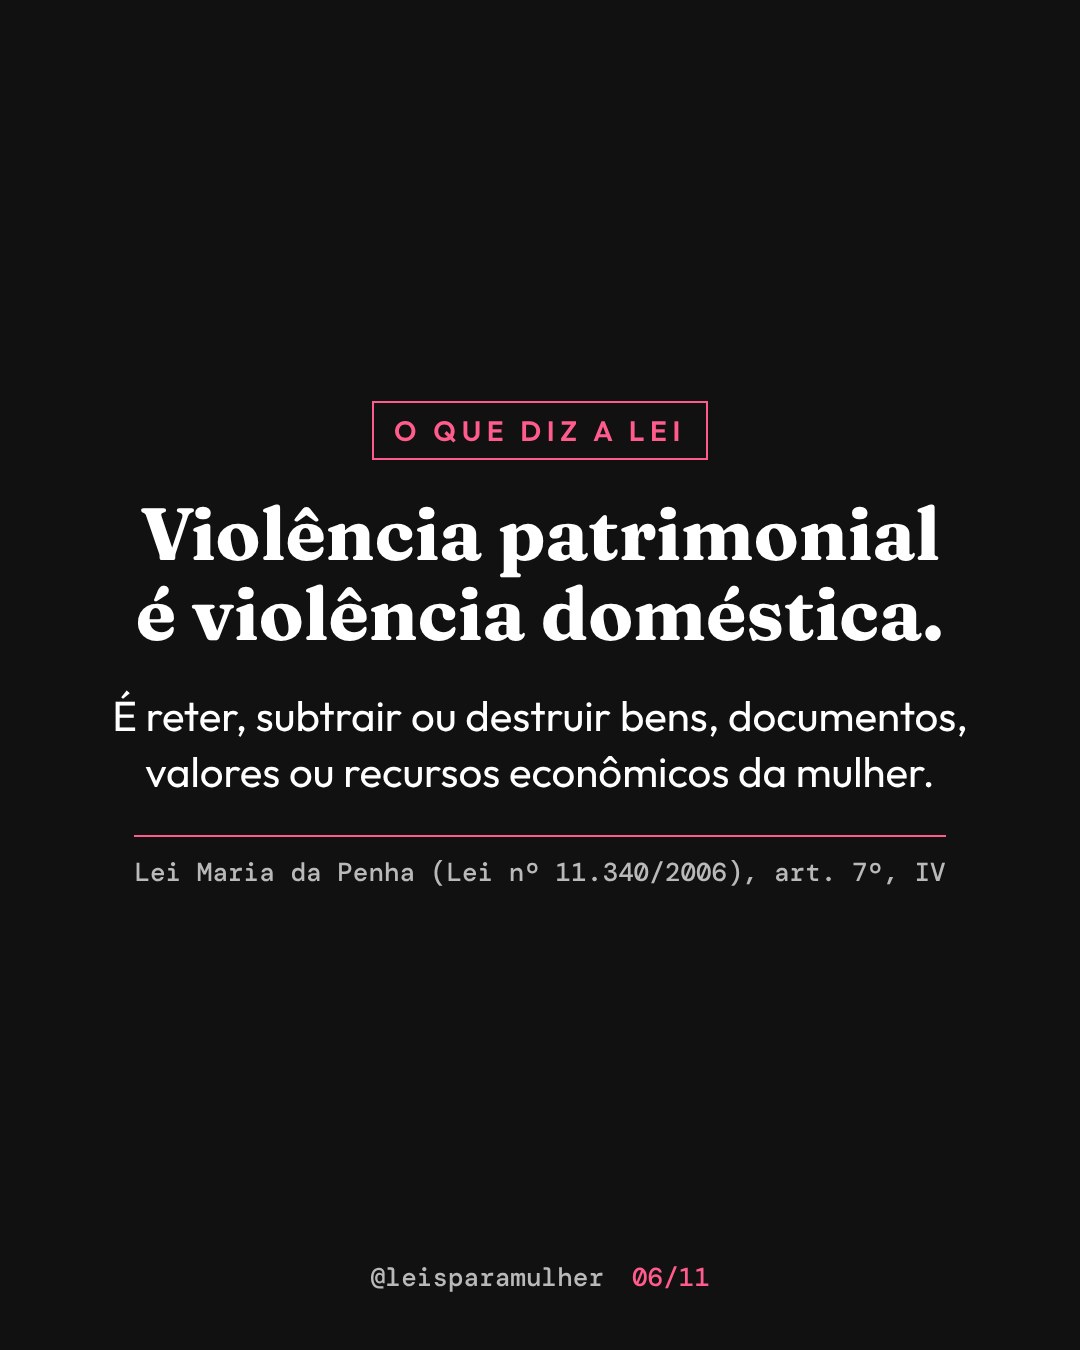 O QUE DIZ A LEI
Violência patrimonial
é violência doméstica.
É reter, subtrair ou destruir bens, documentos,
valores ou recursos econômicos da mulher.
Lei Maria da Penha (Lei nº 11.340/2006), art. 7º, IV
@leisparamulher 06/11